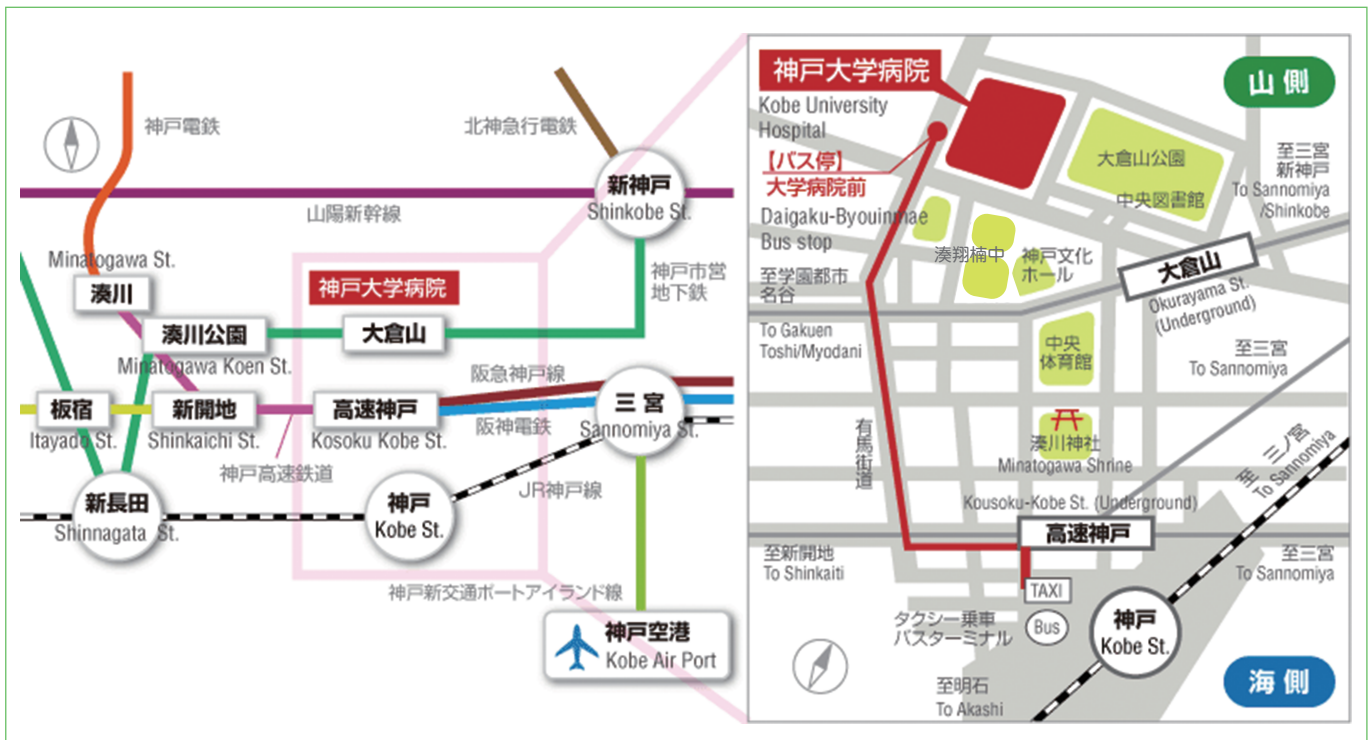 神戸電鉄
北神急行電鉄
新神戸
Shinkobe St.
山陽新幹線
Minatogawa St.
湊川
神戸大学病院
神戸市営
地下鉄
湊川公園
Minatogawa Koen St.
大倉山
阪急神戸線
三宮
Sannomiya St.
板宿
Itayado St.
新開地
Shinkaichi St.
高速神戸
Kosoku Kobe St.
阪神電鉄
神戸高速鉄道
JR神戸線
新長田
Shinnagata St.
神戸
Kobe St.
神戸新交通ポートアイランド線
神戸空港
Kobe Air Port
神戸大学病院
Kobe University
Hospital
【バス停】
大学病院前
Daigaku-Byouinmae
Bus stop
山側
大倉山公園
中央図書館
至三宮
新神戸
To Sannomiya
/Shinkobe
湊翔楠中
神戸文化
ホール
大倉山
Okurayama St.
(Underground)
至学園都市
名谷
To Gakuen
Toshi/Myodani
中央
体育館
至三宮
To Sannomiya
有馬街道
湊川神社
Minatogawa Shrine
至 三ノ宮
To Sannomiya
Kousoku-Kobe St. (Underground)
高速神戸
至新開地
To Shinkaiti
至三宮
To Sannomiya
TAXI
タクシー乗車
バスターミナル
Bus
神戸
Kobe St.
至明石
To Akashi
海側